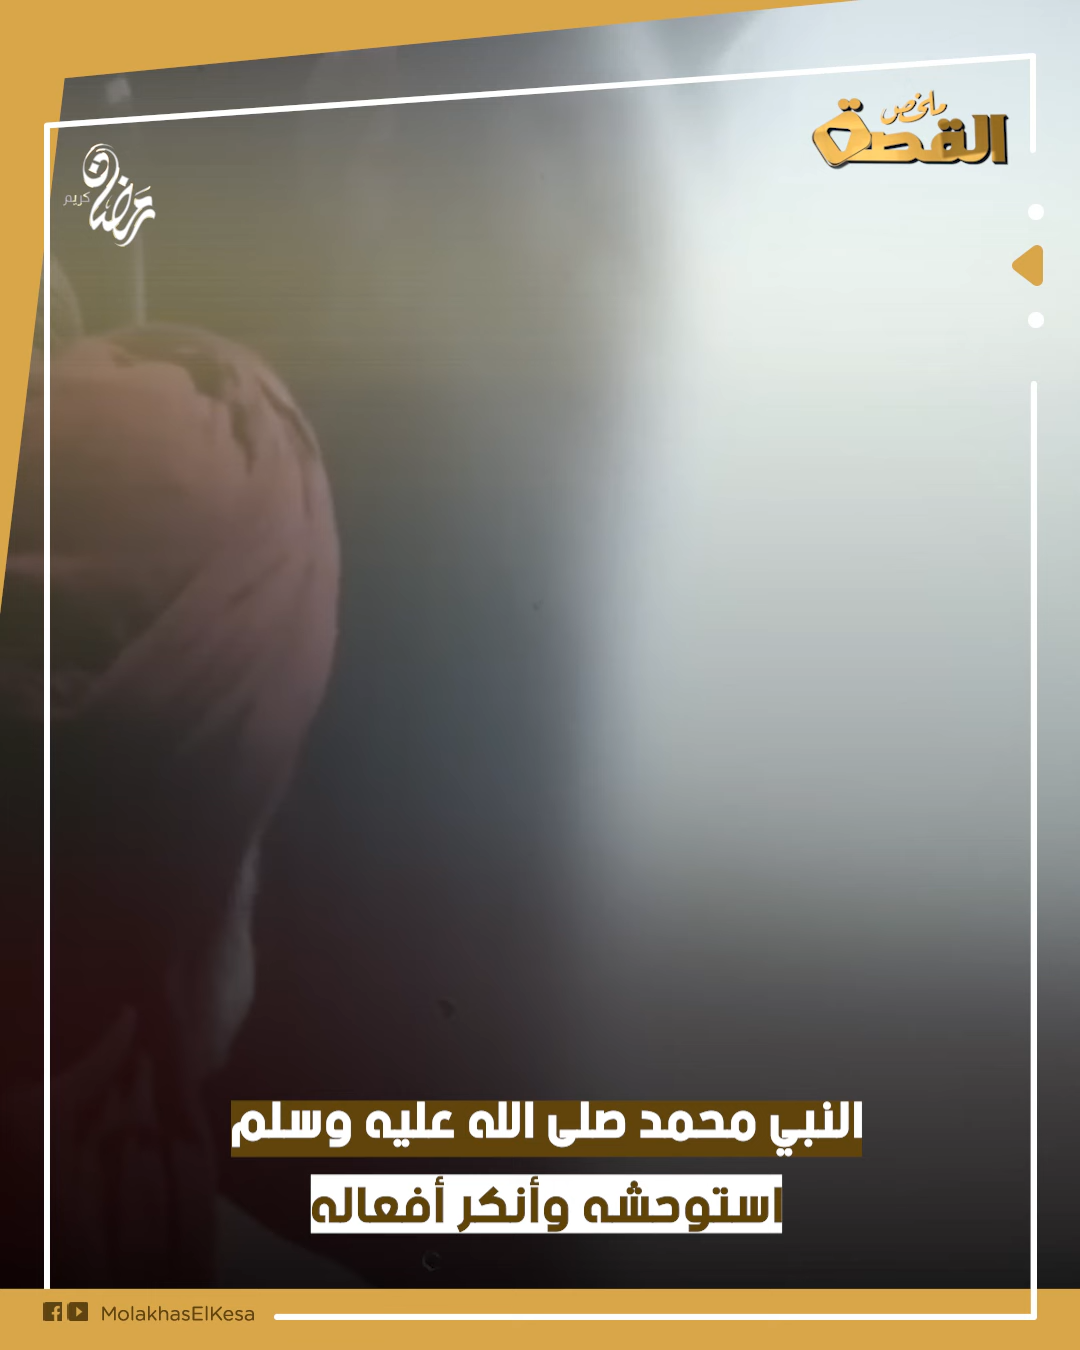 ملخص
القصة
رمضان
كريم
النبي محمد صلى الله عليه وسلم
استوحشه وأنكر أفعاله
MolakhasElKesa